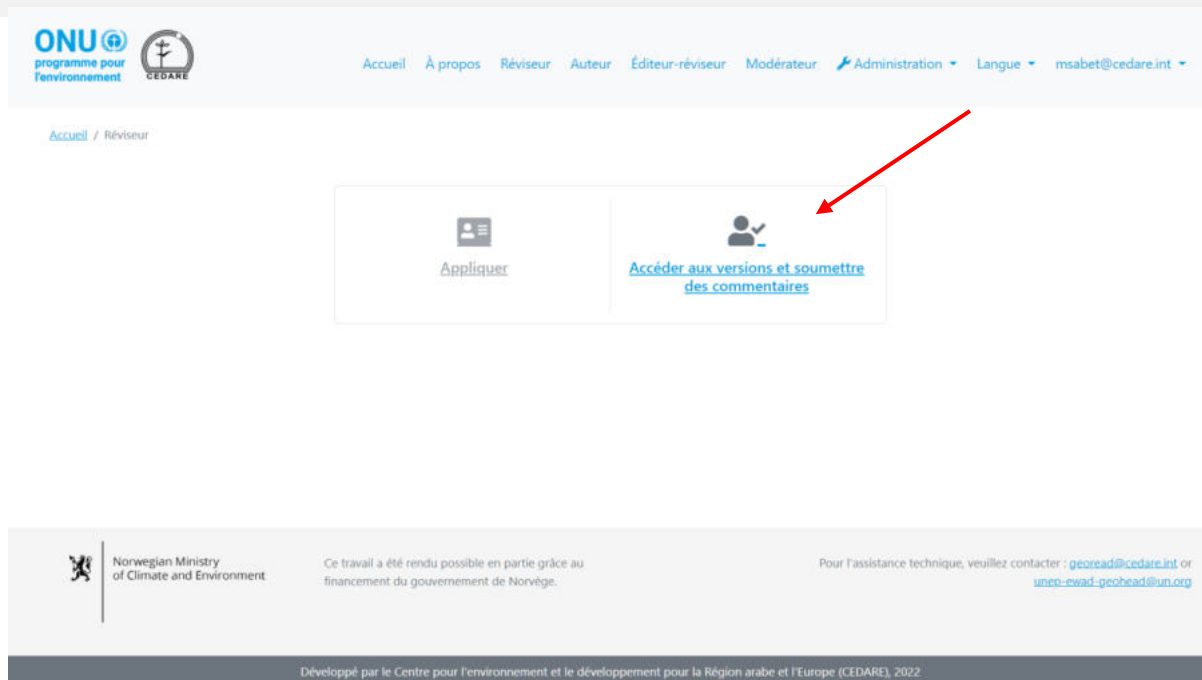 ONU
programme pour
l'environnement
CEDARE
Accueil À propos Réviseur Auteur Éditeur-réviseur Modérateur Administration Langue msabet@cedare.int
Accueil / Réviseur
Appliquer
Accéder aux versions et soumettre
des commentaires
Norwegian Ministry
of Climate and Environment
Ce travail a été rendu possible en partie grâce au
financement du gouvernement de Norvège.
Pour l'assistance technique, veuillez contacter : georead@cedare.int or
unep-ewad-geohead@un.org
Développé par le Centre pour l'environnement et le développement pour la Région arabe et l'Europe (CEDARE), 2022